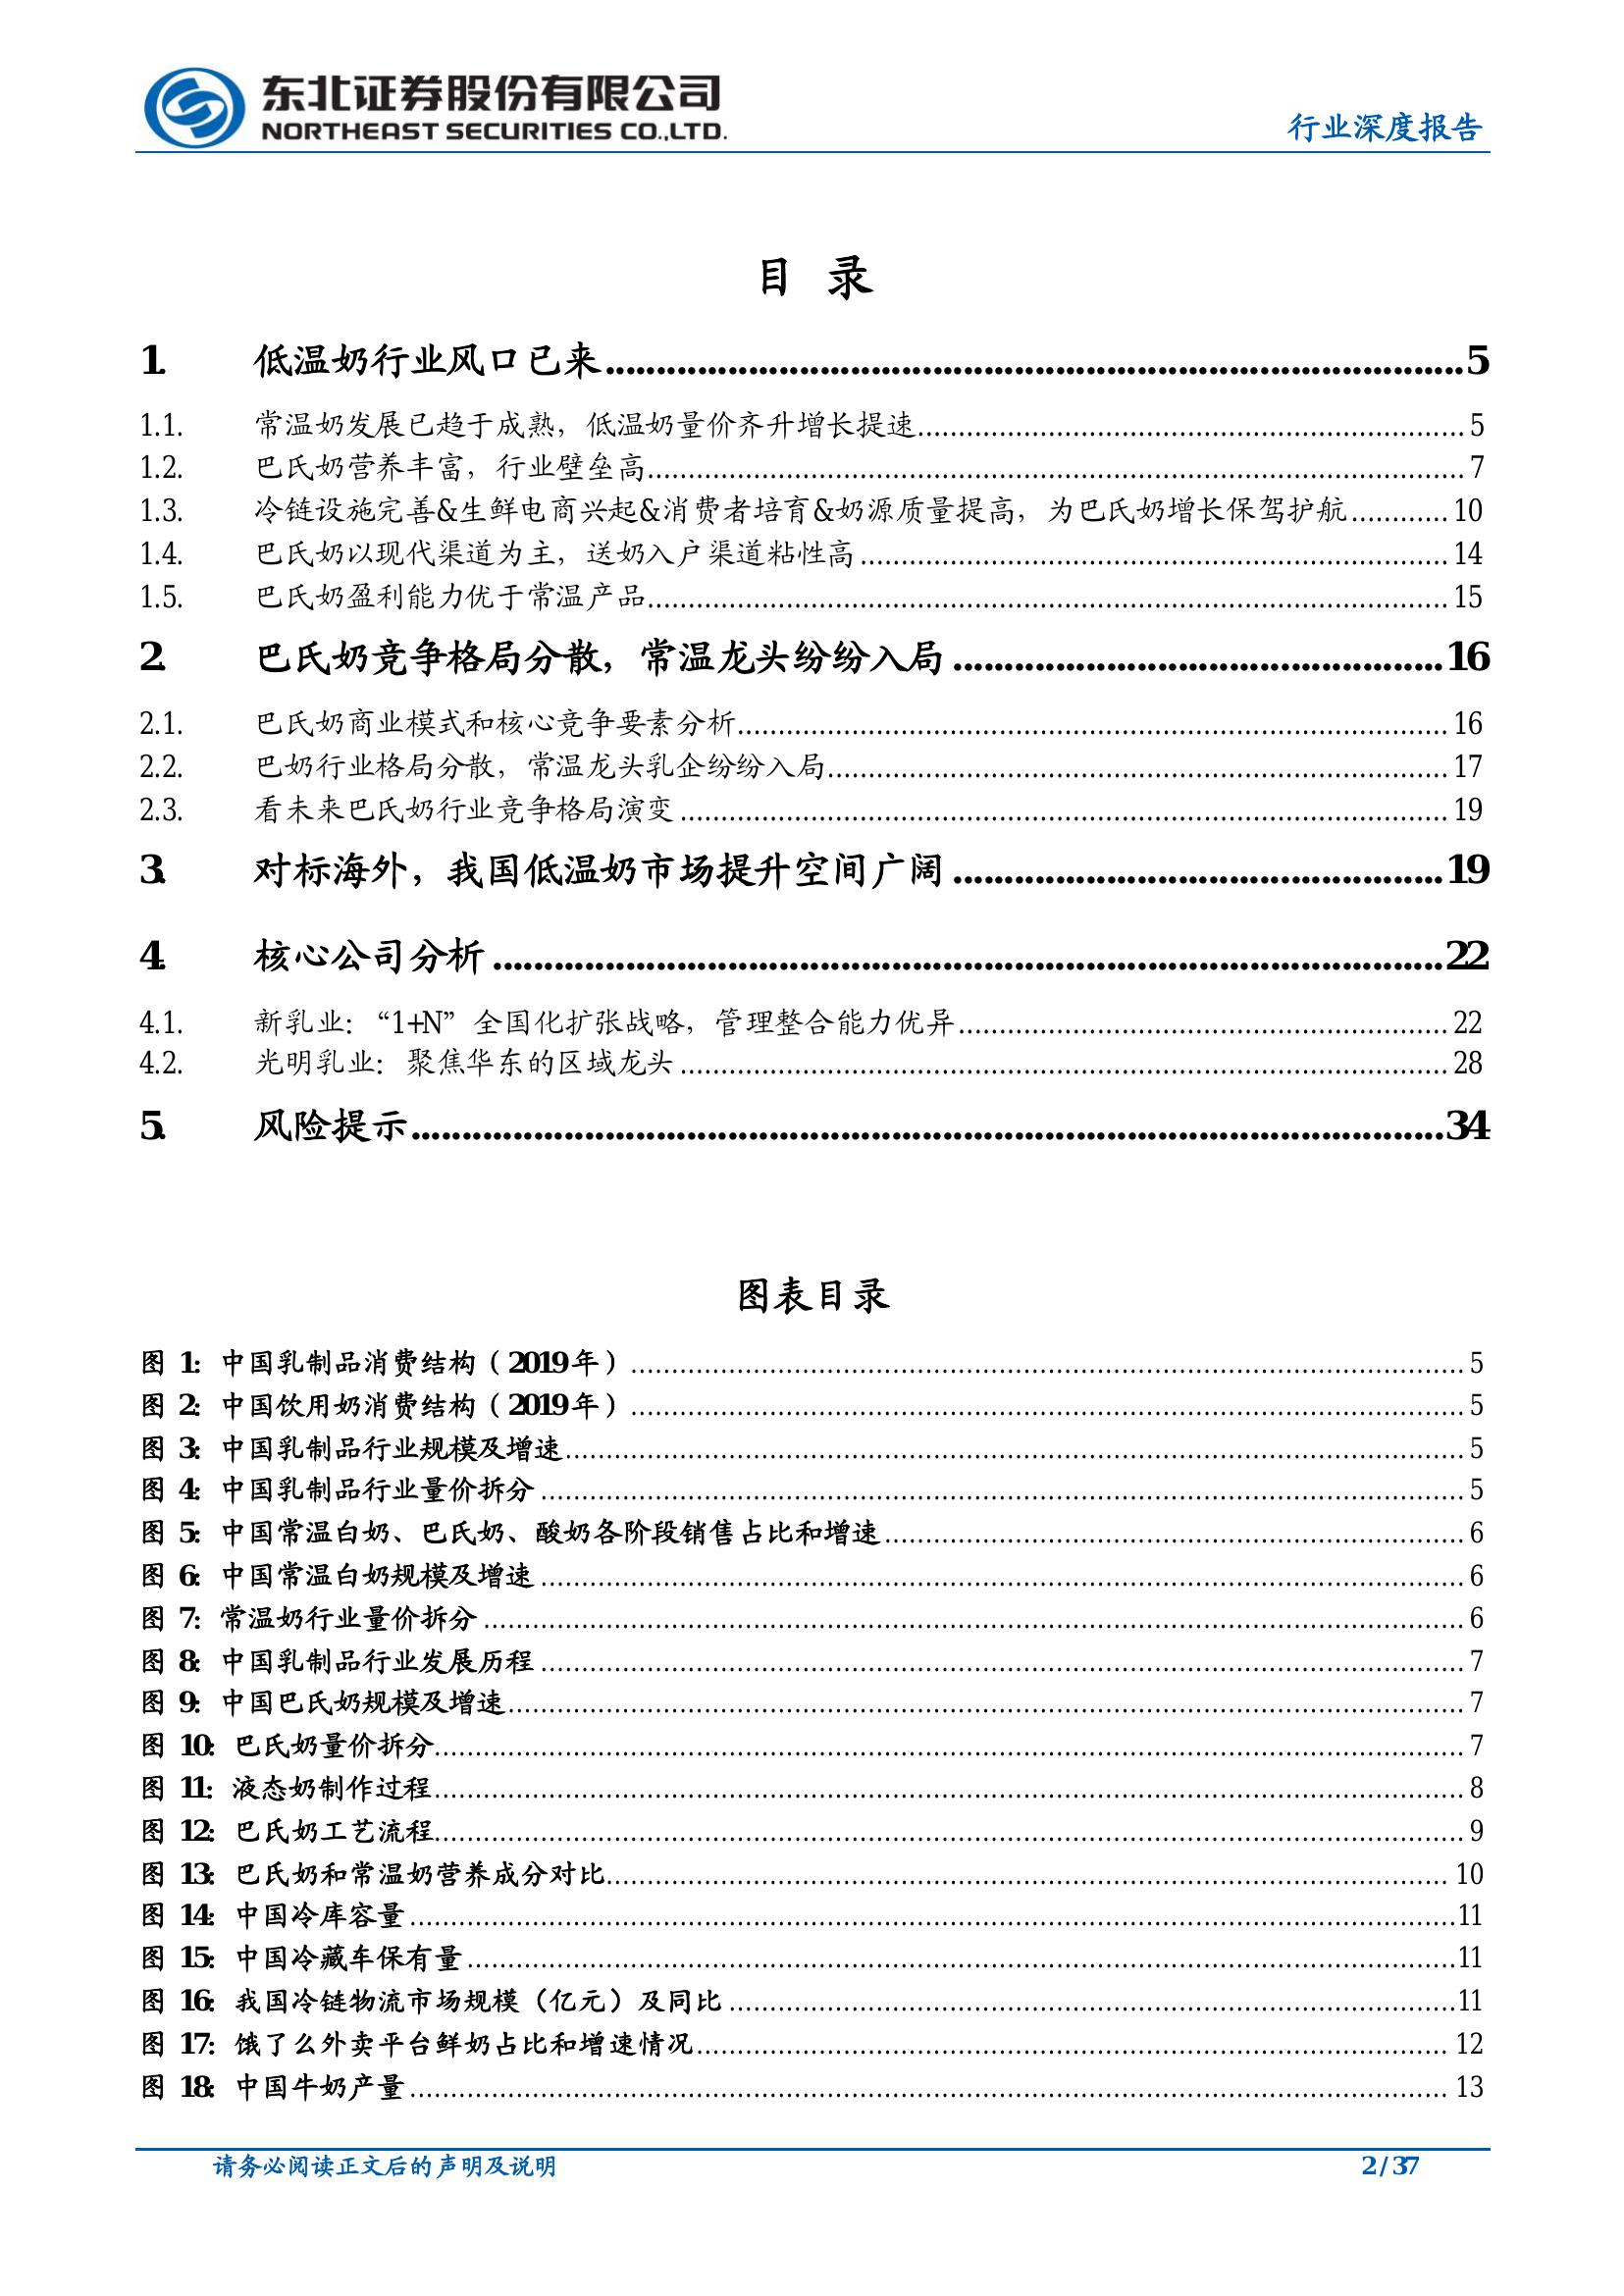 东北证券股份有限公司
NORTHEAST SECURITIES CO.,LTD.
行业深度报告
目 录
1. 低温奶行业风口已来 5
1.1. 常温奶发展已趋于成熟，低温奶量价齐升增长提速 5
1.2. 巴氏奶营养丰富，行业壁垒高 7
1.3. 冷链设施完善&生鲜电商兴起&消费者培育&奶源质量提高，为巴氏奶增长保驾护航 10
1.4. 巴氏奶以现代渠道为主，送奶入户渠道粘性高 14
1.5. 巴氏奶盈利能力优于常温产品 15
2. 巴氏奶竞争格局分散，常温龙头纷纷入局 16
2.1. 巴氏奶商业模式和核心竞争要素分析 16
2.2. 巴奶行业格局分散，常温龙头乳企纷纷入局 17
2.3. 看未来巴氏奶行业竞争格局演变 19
3. 对标海外，我国低温奶市场提升空间广阔 19
4. 核心公司分析 22
4.1. 新乳业：“1+N”全国化扩张战略，管理整合能力优异 22
4.2. 光明乳业：聚焦华东的区域龙头 28
5. 风险提示 34
图表目录
图 1：中国乳制品消费结构（2019年） 5
图 2：中国饮用奶消费结构（2019年） 5
图 3：中国乳制品行业规模及增速 5
图 4：中国乳制品行业量价拆分 5
图 5：中国常温白奶、巴氏奶、酸奶各阶段销售占比和增速 6
图 6：中国常温白奶规模及增速 6
图 7：常温奶行业量价拆分 6
图 8：中国乳制品行业发展历程 7
图 9：中国巴氏奶规模及增速 7
图 10：巴氏奶量价拆分 7
图 11：液态奶制作过程 8
图 12：巴氏奶工艺流程 9
图 13：巴氏奶和常温奶营养成分对比 10
图 14：中国冷库容量 11
图 15：中国冷藏车保有量 11
图 16：我国冷链物流市场规模（亿元）及同比 11
图 17：饿了么外卖平台鲜奶占比和增速情况 12
图 18：中国牛奶产量 13
请务必阅读正文后的声明及说明
2 / 37